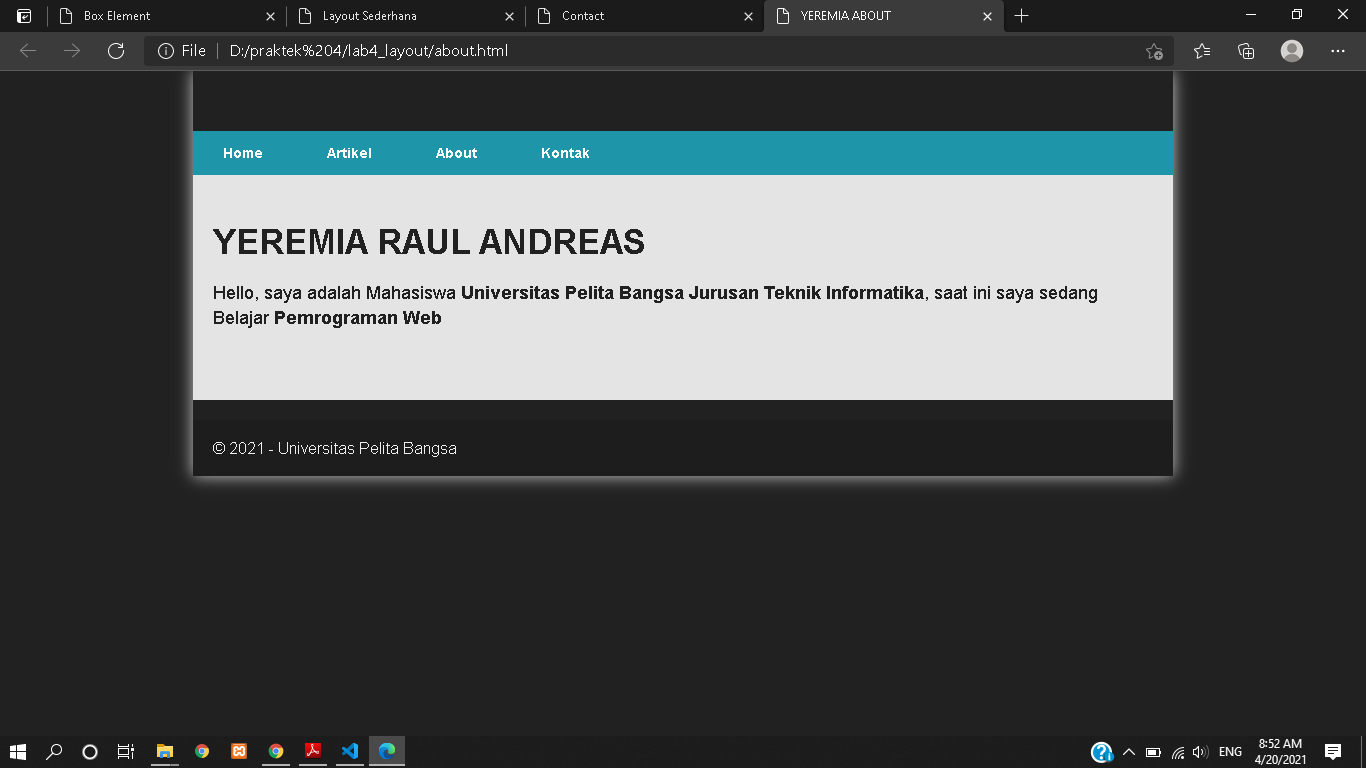 Box Element
Layout Sederhana
Contact
YEREMIA ABOUT
File
D:/praktek%204/lab4_layout/about.html
Home Artikel About Kontak
YEREMIA RAUL ANDREAS
Hello, saya adalah Mahasiswa Universitas Pelita Bangsa Jurusan Teknik Informatika, saat ini saya sedang
Belajar Pemrograman Web
© 2021 - Universitas Pelita Bangsa
ENG
8:52 AM
4/20/2021